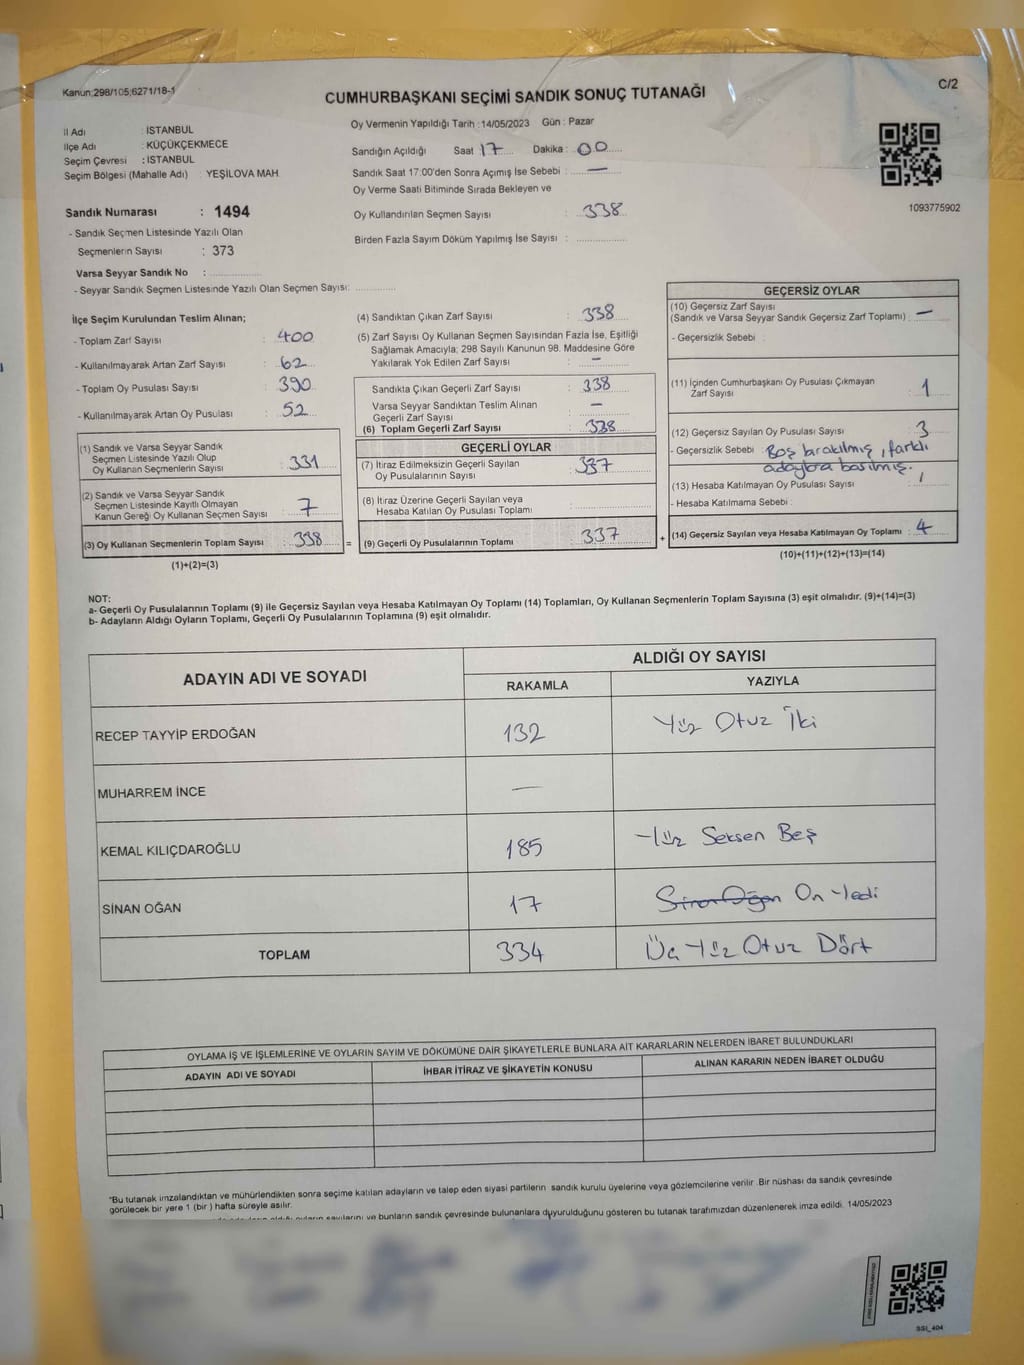 Kanun:298/105;6271/18-1
C/2
CUMHURBAŞKANI SEÇİMİ SANDIK SONUÇ TUTANAĞI
İl Adı : İSTANBUL
İlçe Adı : KÜÇÜKÇEKMECE
Seçim Çevresi : İSTANBUL
Seçim Bölgesi (Mahalle Adı) : YEŞİLOVA MAH.
Sandık Numarası : 1494
- Sandık Seçmen Listesinde Yazılı Olan
Seçmenlerin Sayısı : 373
Varsa Seyyar Sandık No : ................
- Seyyar Sandık Seçmen Listesinde Yazılı Olan Seçmen Sayısı: ............
Oy Vermenin Yapıldığı Tarih :14/05/2023 Gün : Pazar
Sandığın Açıldığı Saat 17.... Dakika : 00.....
Sandık Saat 17:00'den Sonra Açımış İse Sebebi : —
Oy Verme Saati Bitiminde Sırada Bekleyen ve
Oy Kullandırılan Seçmen Sayısı : 338
Birden Fazla Sayım Döküm Yapılmış İse Sayısı : ................
1093775902
İlçe Seçim Kurulundan Teslim Alınan;
- Toplam Zarf Sayısı : 400
- Kullanılmayarak Artan Zarf Sayısı : 62
- Toplam Oy Pusulası Sayısı : 390
- Kullanılmayarak Artan Oy Pusulası : 52
(1) Sandık ve Varsa Seyyar Sandık
Seçmen Listesinde Yazılı Olup
Oy Kullanan Seçmenlerin Sayısı : 331
(2) Sandık ve Varsa Seyyar Sandık
Seçmen Listesinde Kayıtlı Olmayan
Kanun Gereği Oy Kullanan Seçmen Sayısı : 7
(3) Oy Kullanan Seçmenlerin Toplam Sayısı : 338 =
(1)+(2)=(3)
(4) Sandıktan Çıkan Zarf Sayısı : 338
(5) Zarf Sayısı Oy Kullanan Seçmen Sayısından Fazla İse, Eşitliği
Sağlamak Amacıyla; 298 Sayılı Kanunun 98. Maddesine Göre
Yakılarak Yok Edilen Zarf Sayısı : —
Sandıkta Çıkan Geçerli Zarf Sayısı : 338
Varsa Seyyar Sandıktan Teslim Alınan
Geçerli Zarf Sayısı : —
(6) Toplam Geçerli Zarf Sayısı : 338
GEÇERLİ OYLAR
(7) İtiraz Edilmeksizin Geçerli Sayılan
Oy Pusulalarının Sayısı : 337
(8) İtiraz Üzerine Geçerli Sayılan veya
Hesaba Katılan Oy Pusulası Toplamı : ................
(9) Geçerli Oy Pusulalarının Toplamı : 337 +
GEÇERSİZ OYLAR
(10) Geçersiz Zarf Sayısı
(Sandık ve Varsa Seyyar Sandık Geçersiz Zarf Toplamı) : —
- Geçersizlik Sebebi :
(11) İçinden Cumhurbaşkanı Oy Pusulası Çıkmayan
Zarf Sayısı : 1
(12) Geçersiz Sayılan Oy Pusulası Sayısı : 3
- Geçersizlik Sebebi : Boş bırakılmış, farklı
adaylara basılmış.
(13) Hesaba Katılmayan Oy Pusulası Sayısı :
- Hesaba Katılmama Sebebi :
(14) Geçersiz Sayılan veya Hesaba Katılmayan Oy Toplamı : 4
(10)+(11)+(12)+(13)=(14)
NOT:
a- Geçerli Oy Pusulalarının Toplamı (9) ile Geçersiz Sayılan veya Hesaba Katılmayan Oy Toplamı (14) Toplamları, Oy Kullanan Seçmenlerin Toplam Sayısına (3) eşit olmalıdır. (9)+(14)=(3)
b- Adayların Aldığı Oyların Toplamı, Geçerli Oy Pusulalarının Toplamına (9) eşit olmalıdır.
ADAYIN ADI VE SOYADI
ALDIĞI OY SAYISI
RAKAMLA YAZIYLA
RECEP TAYYİP ERDOĞAN 132 Yüz Otuz İki
MUHARREM İNCE —
KEMAL KILIÇDAROĞLU 185 Yüz Seksen Beş
SİNAN OĞAN 17 Sinan Oğan On Yedi
TOPLAM 334 Üç Yüz Otuz Dört
OYLAMA İŞ VE İŞLEMLERİNE VE OYLARIN SAYIM VE DÖKÜMÜNE DAİR ŞİKAYETLERLE BUNLARA AİT KARARLARIN NELERDEN İBARET BULUNDUKLARI
ADAYIN ADI VE SOYADI İHBAR İTİRAZ VE ŞİKAYETİN KONUSU ALINAN KARARIN NEDEN İBARET OLDUĞU
*Bu tutanak imzalandıktan ve mühürlendikten sonra seçime katılan adayların ve talep eden siyasi partilerin sandık kurulu üyelerine veya gözlemcilerine verilir .Bir nüshası da sandık çevresinde
görülecek bir yere 1 (bir ) hafta süreyle asılır.
sayılarını ve bunların sandık çevresinde bulunanlara duyurulduğunu gösteren bu tutanak tarafımızdan düzenlenerek imza edildi. 14/05/2023
SSI_404